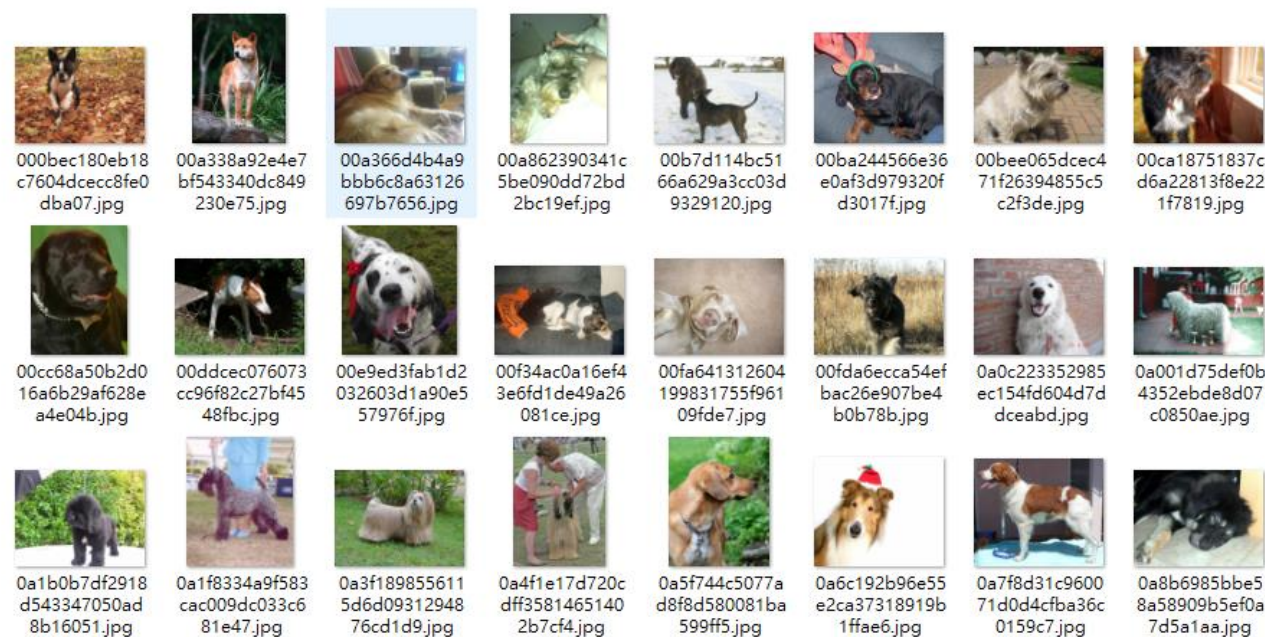 000bec180eb18
c7604dcecc8fe0
dba07.jpg
00a338a92e4e7
bf543340dc849
230e75.jpg
00a366d4b4a9
bbb6c8a63126
697b7656.jpg
00a862390341c
5be090dd72bd
2bc19ef.jpg
00b7d114bc51
66a629a3cc03d
9329120.jpg
00ba244566e36
e0af3d979320f
d3017f.jpg
00bee065dcec4
71f26394855c5
c2f3de.jpg
00ca18751837c
d6a22813f8e22
1f7819.jpg
00cc68a50b2d0
16a6b29af628e
a4e04b.jpg
00ddcec076073
cc96f82c27bf45
48fbc.jpg
00e9ed3fab1d2
032603d1a90e5
57976f.jpg
00f34ac0a16ef4
3e6fd1de49a26
081ce.jpg
00fa641312604
199831755f961
09fde7.jpg
00fda6ecca54ef
bac26e907be4
b0b78b.jpg
0a0c223352985
ec154fd604d7d
dceabd.jpg
0a001d75def0b
4352ebde8d07
c0850ae.jpg
0a1b0b7df2918
d543347050ad
8b16051.jpg
0a1f8334a9f583
cac009dc033c6
81e47.jpg
0a3f189855611
5d6d09312948
76cd1d9.jpg
0a4f1e17d720c
dff3581465140
2b7cf4.jpg
0a5f744c5077a
d8f8d580081ba
599ff5.jpg
0a6c192b96e55
e2ca37318919b
1ffae6.jpg
0a7f8d31c9600
71d0d4cfba36c
0159c7.jpg
0a8b6985bbe5
8a58909b5ef0a
7d5a1aa.jpg